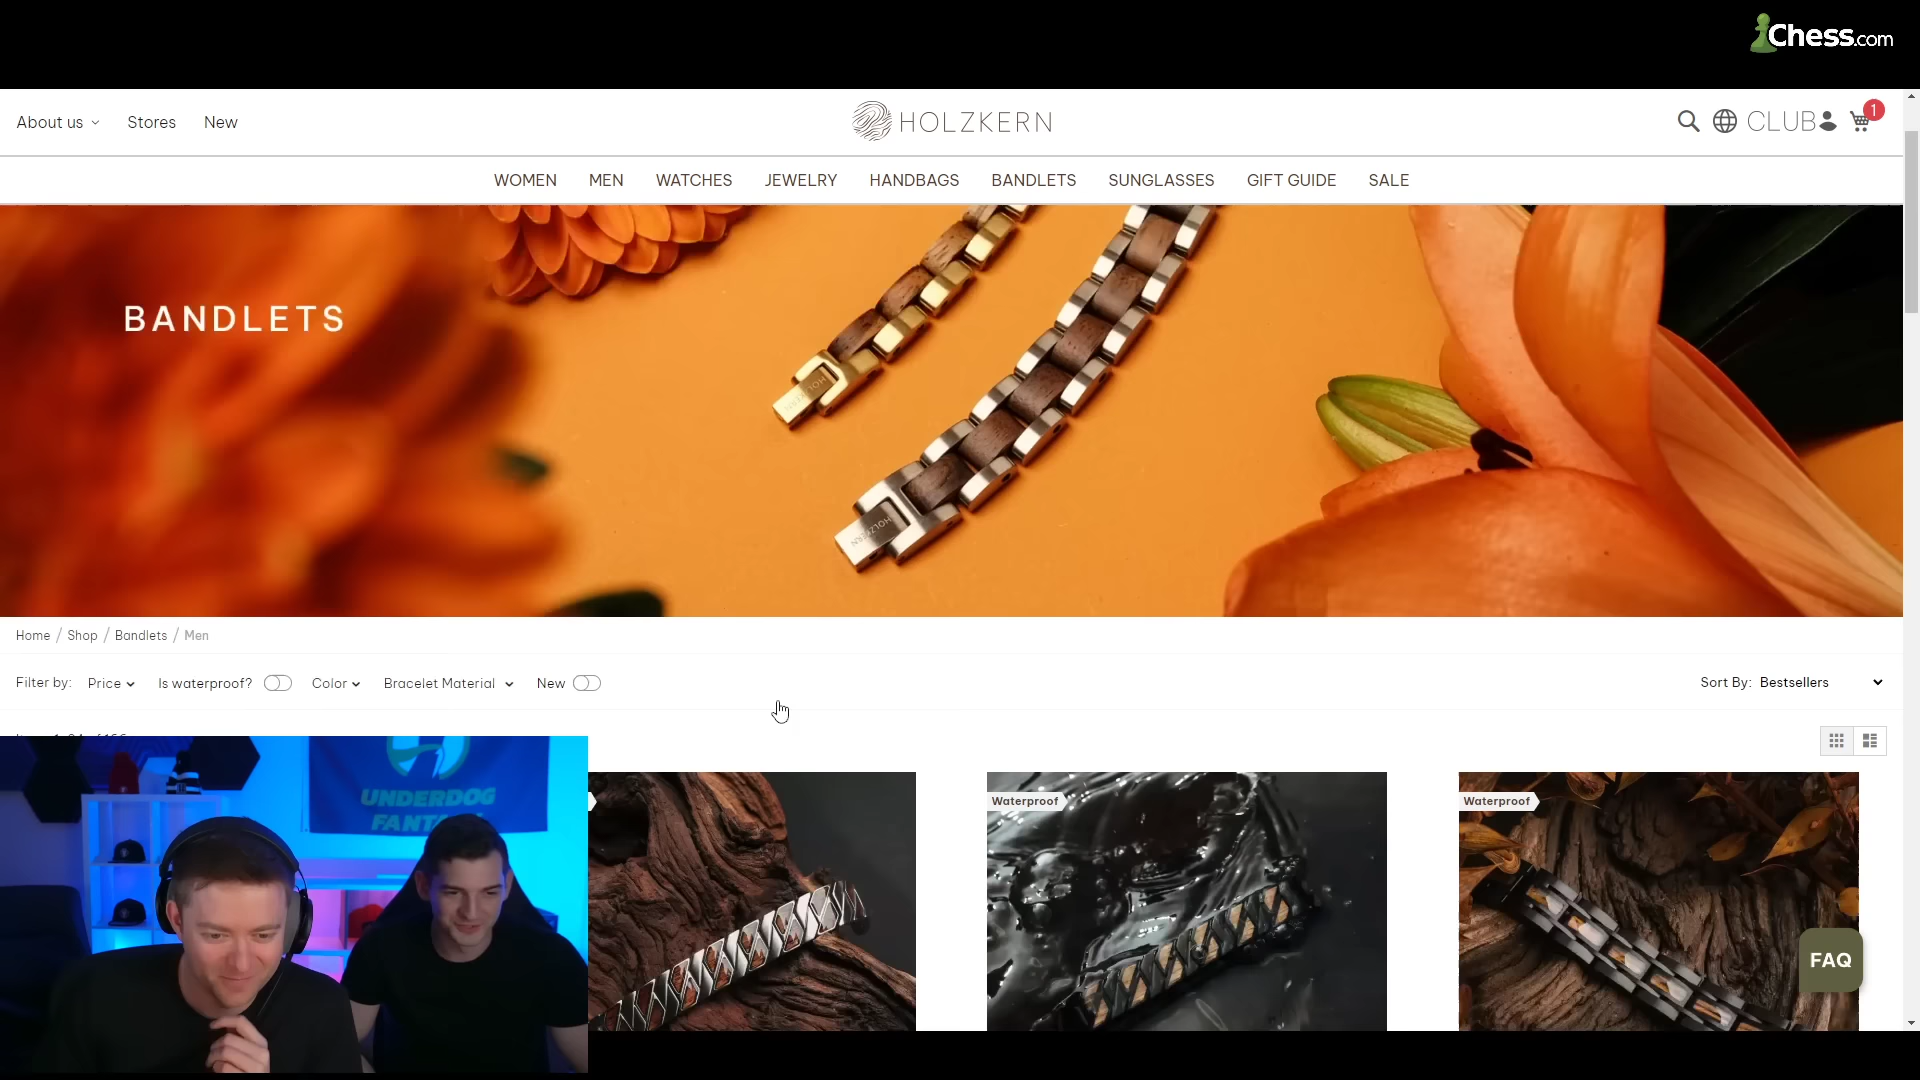 Chess.com
About us
Stores
New
HOLZKERN
CLUB
1
WOMEN
MEN
WATCHES
JEWELRY
HANDBAGS
BANDLETS
SUNGLASSES
GIFT GUIDE
SALE
BANDLETS
HOLZKERN
Home / Shop / Bandlets / Men
Filter by:
Price
Is waterproof?
Color
Bracelet Material
New
Sort By: Bestsellers
Waterproof
Waterproof
UNDERDOG
FAQ